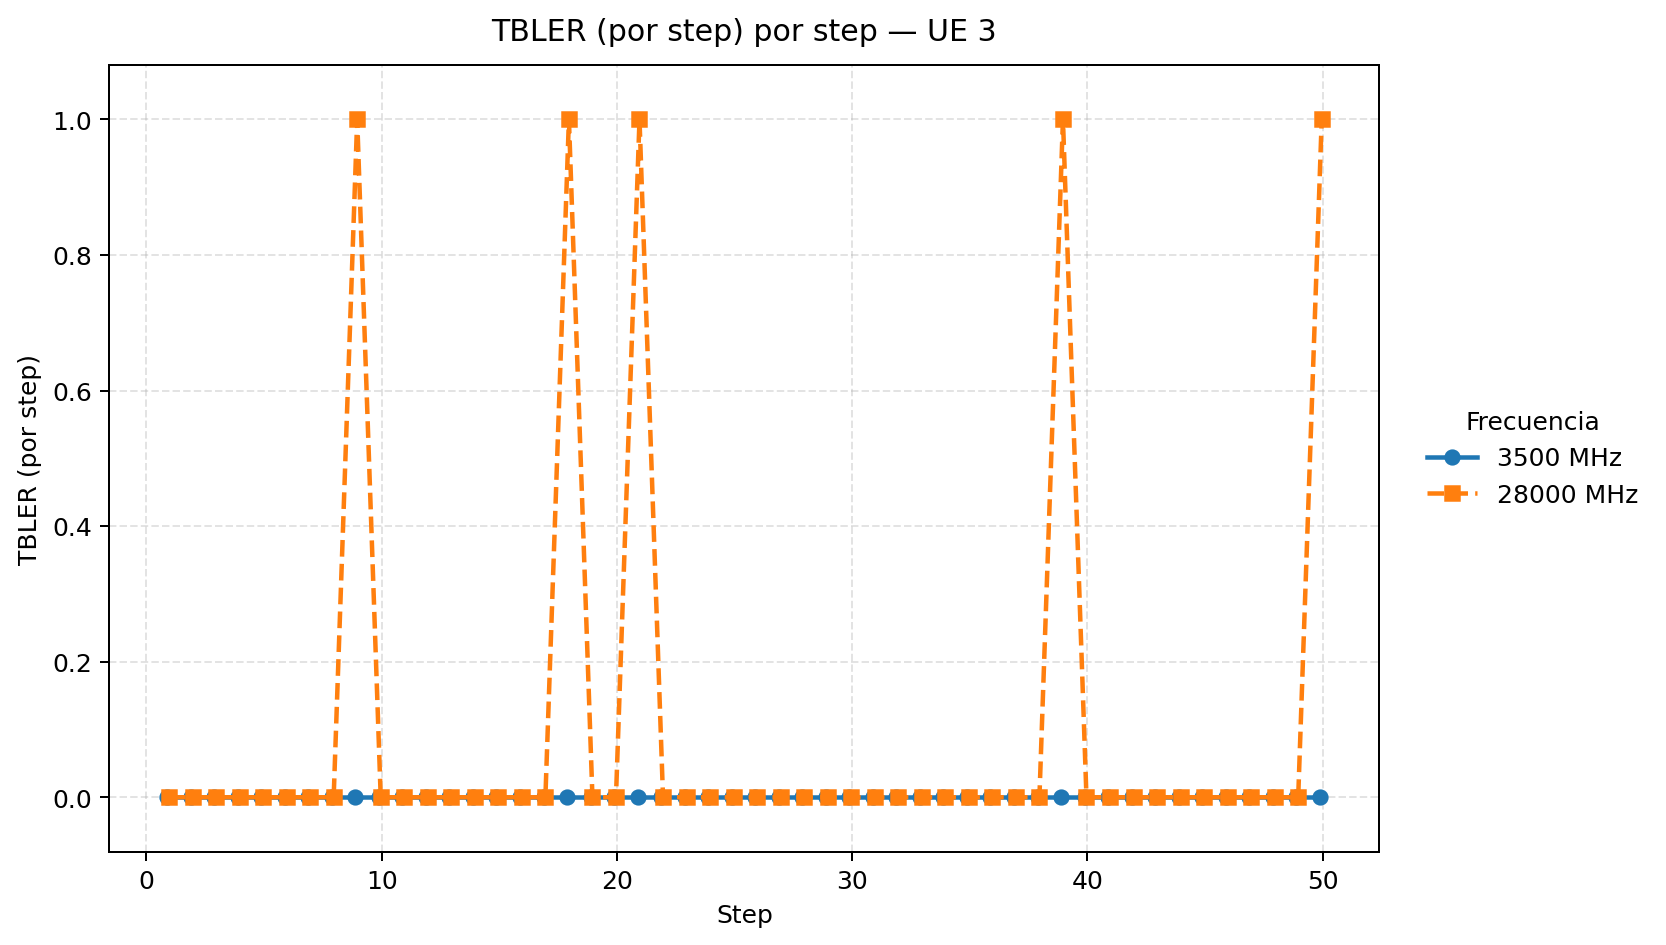 TBLER (por step) por step — UE 3
TBLER (por step)
1.0
0.8
0.6
0.4
0.2
0.0
0 10 20 30 40 50
Step
Frecuencia
3500 MHz
28000 MHz